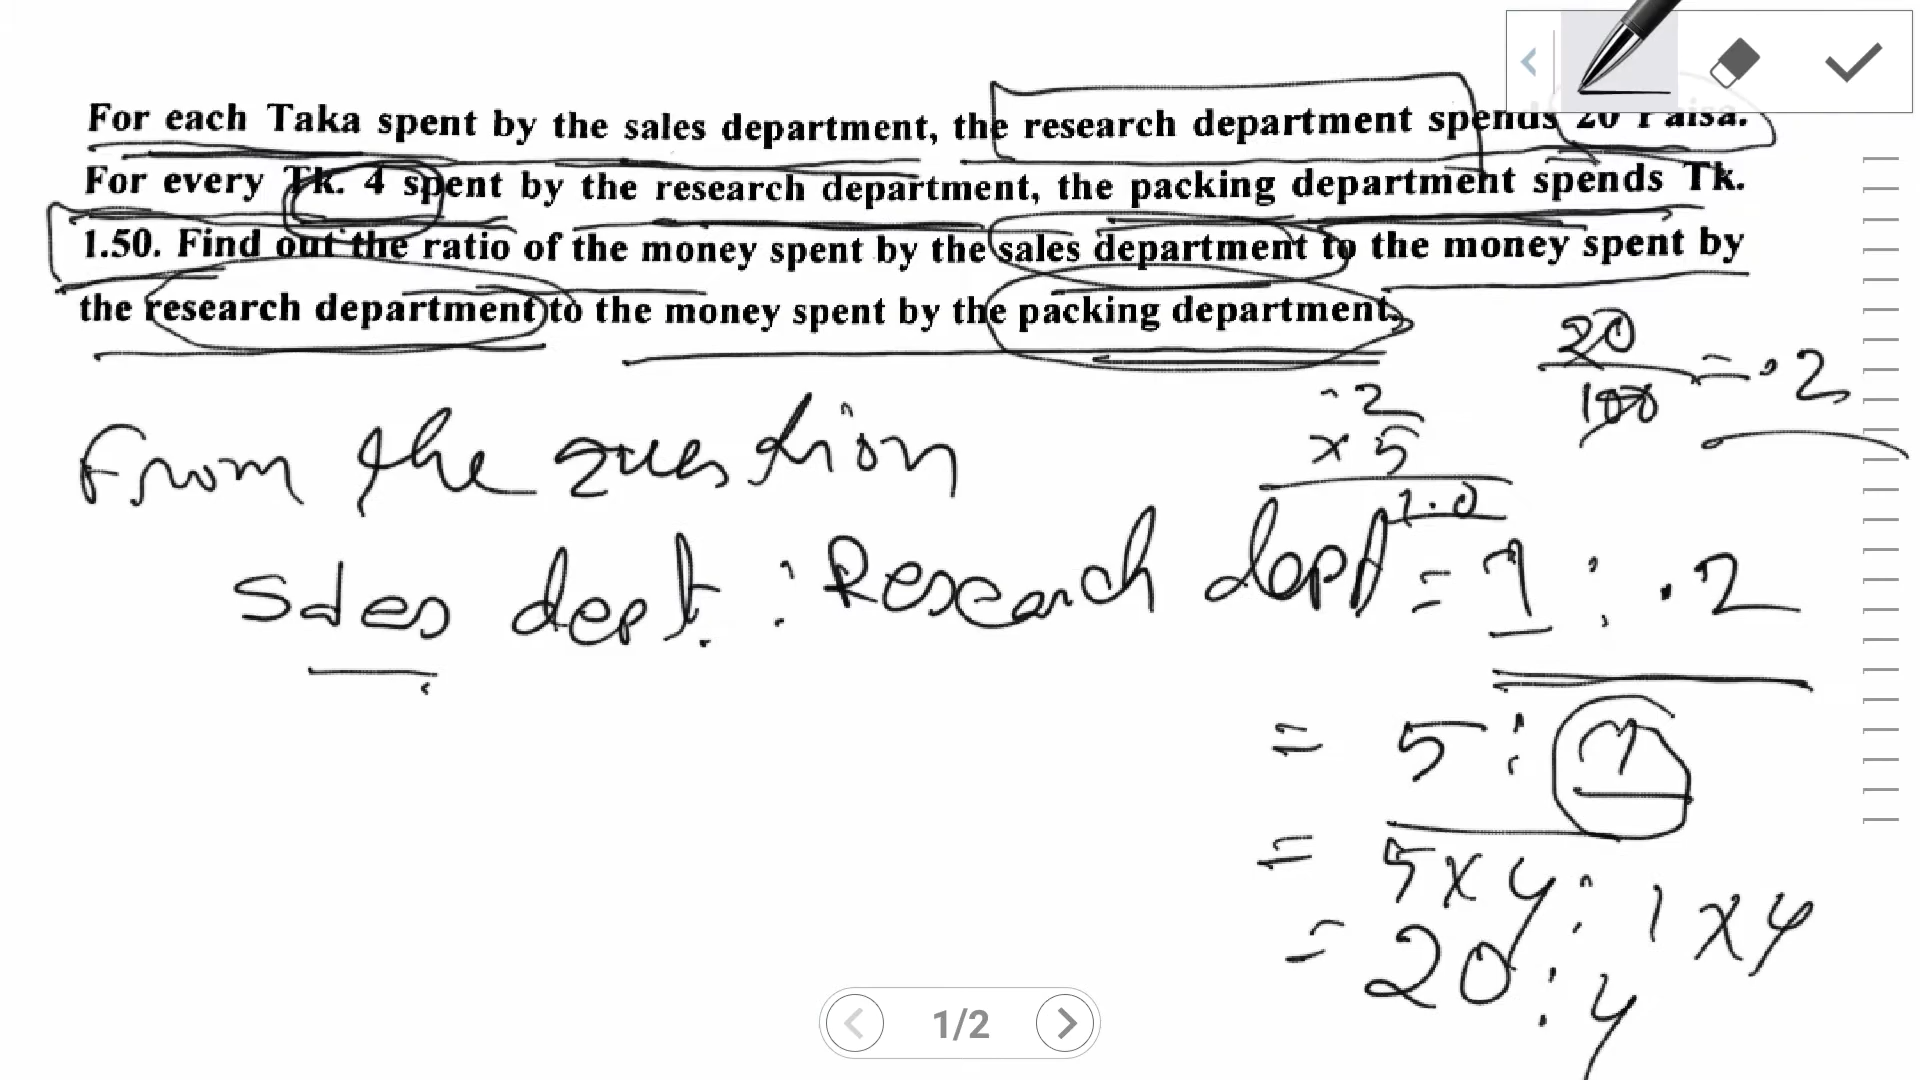 For each Taka spent by the sales department, the research department spends 20 Paisa.
For every Tk. 4 spent by the research department, the packing department spends Tk.
1.50. Find out the ratio of the money spent by the sales department to the money spent by
the research department to the money spent by the packing department.
20
100 = .2
.2
x 5
1.0
From the question
Sales dept. : Research dept = 1 : .2
= 5 : 1
= 5x4 : 1x4
= 20 : 4
1/2